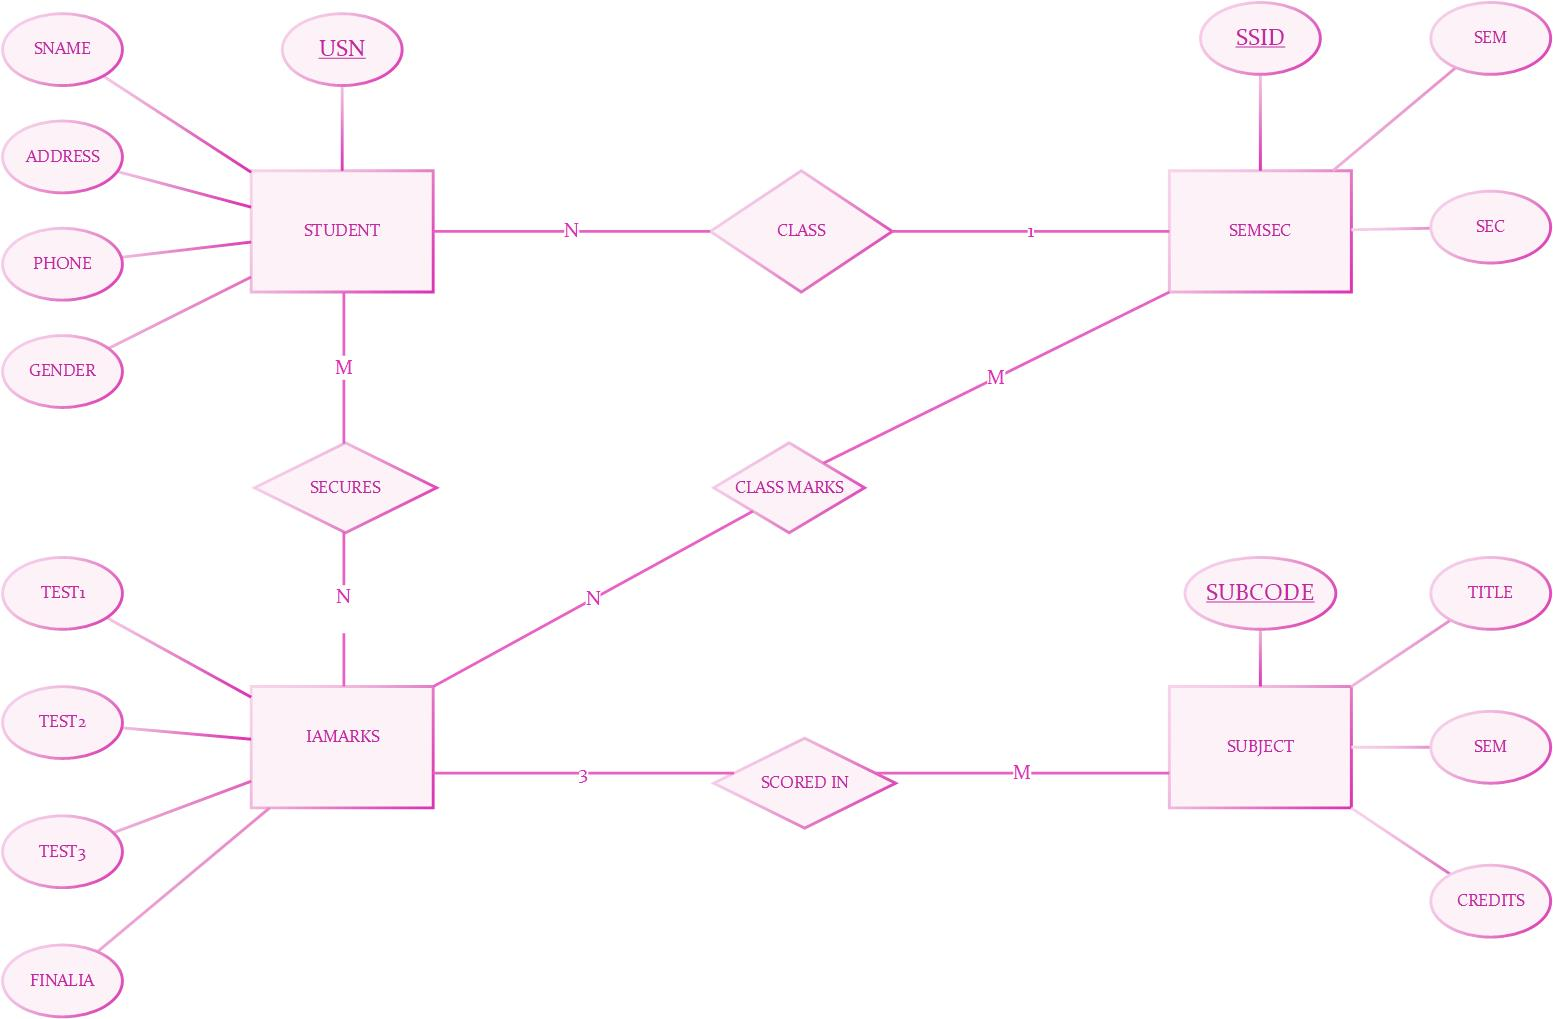 SNAME
USN
SSID
SEM
ADDRESS
STUDENT
N
CLASS
1
SEMSEC
SEC
PHONE
GENDER
M
M
SECURES
CLASS MARKS
N
N
TEST1
SUBCODE
TITLE
TEST2
IAMARKS
3
SCORED IN
M
SUBJECT
SEM
TEST3
CREDITS
FINALIA